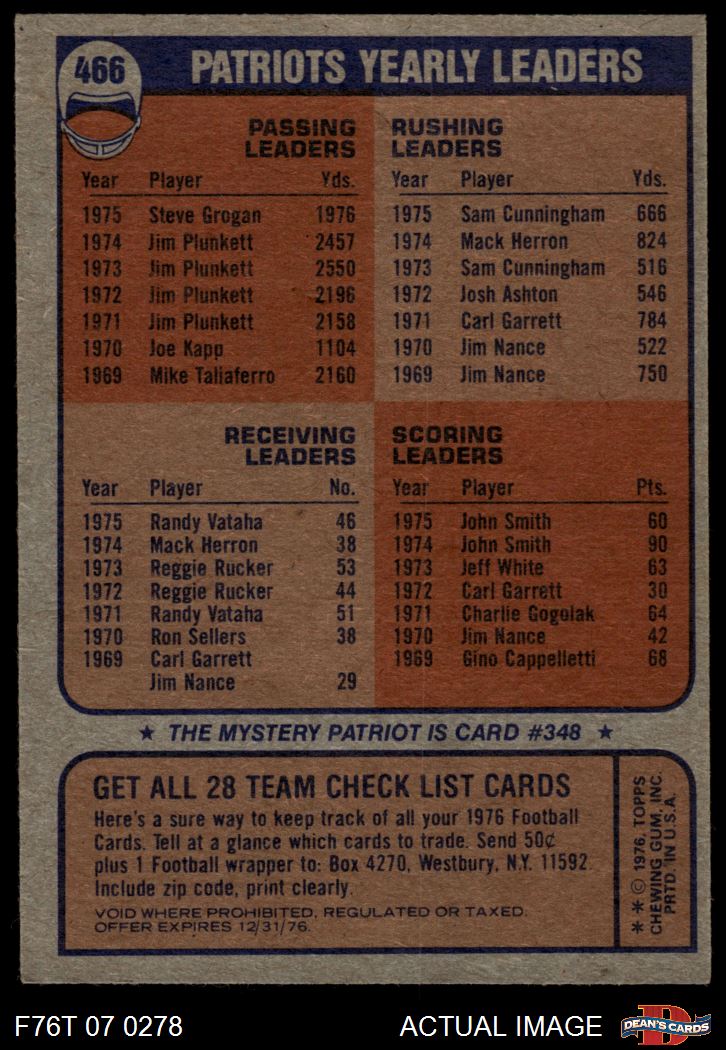 466
PATRIOTS YEARLY LEADERS
PASSING
LEADERS
Year Player Yds.
1975 Steve Grogan 1976
1974 Jim Plunkett 2457
1973 Jim Plunkett 2550
1972 Jim Plunkett 2196
1971 Jim Plunkett 2158
1970 Joe Kapp 1104
1969 Mike Taliaferro 2160
RUSHING
LEADERS
Year Player Yds.
1975 Sam Cunningham 666
1974 Mack Herron 824
1973 Sam Cunningham 516
1972 Josh Ashton 546
1971 Carl Garrett 784
1970 Jim Nance 522
1969 Jim Nance 750
RECEIVING
LEADERS
Year Player No.
1975 Randy Vataha 46
1974 Mack Herron 38
1973 Reggie Rucker 53
1972 Reggie Rucker 44
1971 Randy Vataha 51
1970 Ron Sellers 38
1969 Carl Garrett
Jim Nance 29
SCORING
LEADERS
Year Player Pts.
1975 John Smith 60
1974 John Smith 90
1973 Jeff White 63
1972 Carl Garrett 30
1971 Charlie Gogolak 64
1970 Jim Nance 42
1969 Gino Cappelletti 68
★ THE MYSTERY PATRIOT IS CARD #348 ★
GET ALL 28 TEAM CHECK LIST CARDS
Here's a sure way to keep track of all your 1976 Football
Cards. Tell at a glance which cards to trade. Send 50¢
plus 1 Football wrapper to: Box 4270, Westbury, N.Y. 11592.
Include zip code, print clearly.
VOID WHERE PROHIBITED, REGULATED OR TAXED.
OFFER EXPIRES 12/31/76.
* * © 1976, TOPPS
CHEWING GUM, INC.
PRTD. IN U.S.A.
F76T 07 0278
ACTUAL IMAGE
D
DEAN'S CARDS